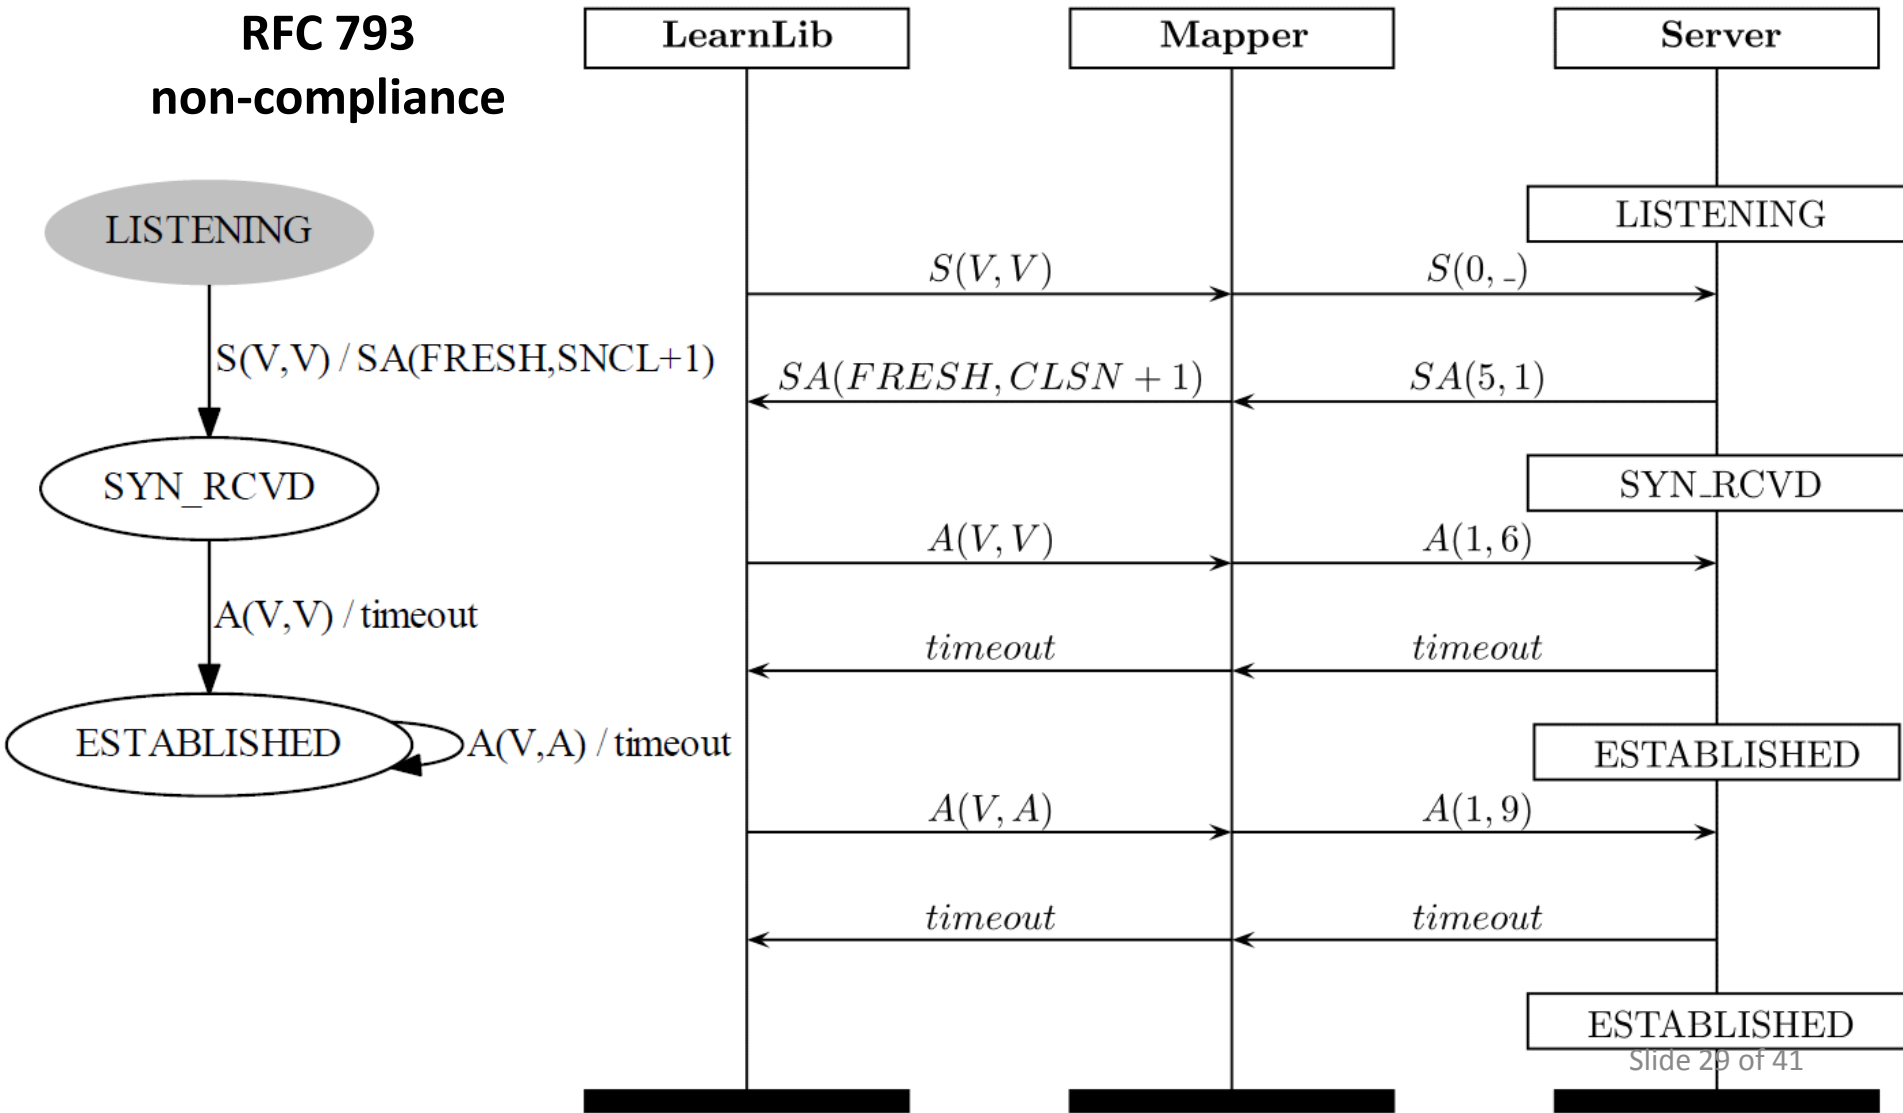 RFC 793
non-compliance
LISTENING
S(V,V) / SA(FRESH,SNCL+1)
SYN_RCVD
A(V,V) / timeout
ESTABLISHED
A(V,A) / timeout
LearnLib
Mapper
Server
LISTENING
S(V, V)
S(0, _)
SA(FRESH, CLSN + 1)
SA(5, 1)
SYN_RCVD
A(V, V)
A(1, 6)
timeout
timeout
ESTABLISHED
A(V, A)
A(1, 9)
timeout
timeout
ESTABLISHED
Slide 29 of 41